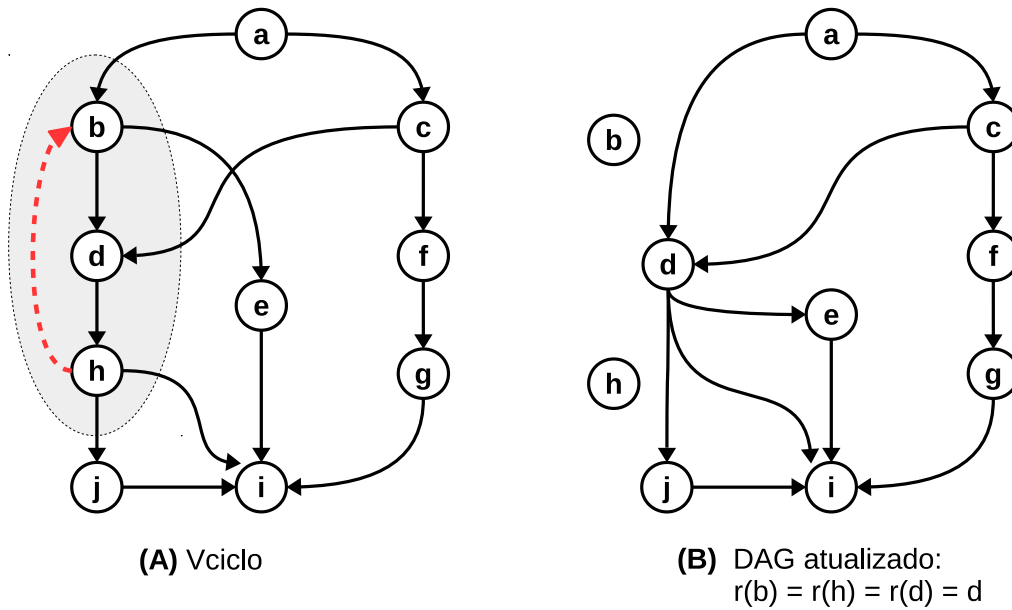 a
b
c
d
f
e
h
g
j
i
(A) Vciclo
a
b
c
d
f
e
h
g
j
i
(B) DAG atualizado:
r(b) = r(h) = r(d) = d